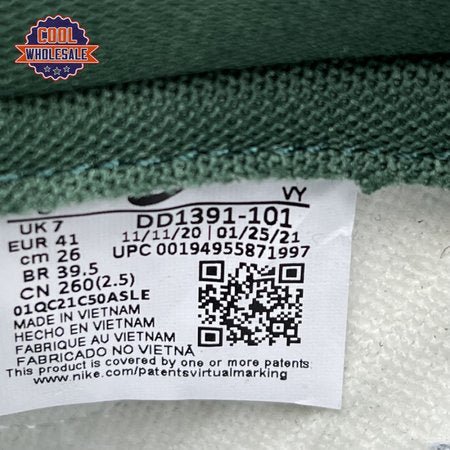 COOL
WHOLESALE
VY
UK 7
DD1391-101
EUR 41
11/11/20 | 01/25/21
cm 26
UPC 00194955871997
BR 39.5
CN 260(2.5)
01QC21C50ASLE
MADE IN VIETNAM
HECHO EN VIETNAM
FABRIQUE AU VIETNAM
FABRICADO NO VIETNÃ
This product is covered by one or more patents
www.nike.com/patentsvirtualmarking